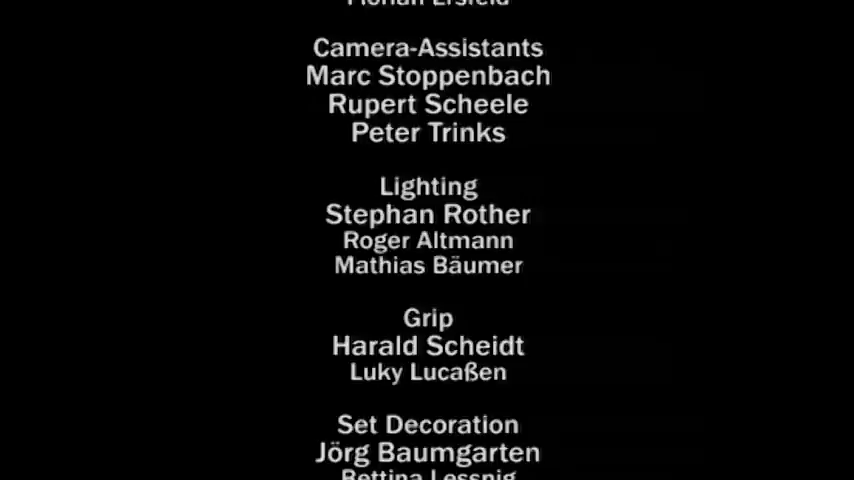 Florian Ersfeld
Camera-Assistants
Marc Stoppenbach
Rupert Scheele
Peter Trinks
Lighting
Stephan Rother
Roger Altmann
Mathias Bäumer
Grip
Harald Scheidt
Luky Lucaßen
Set Decoration
Jörg Baumgarten
Bettina Lessnig